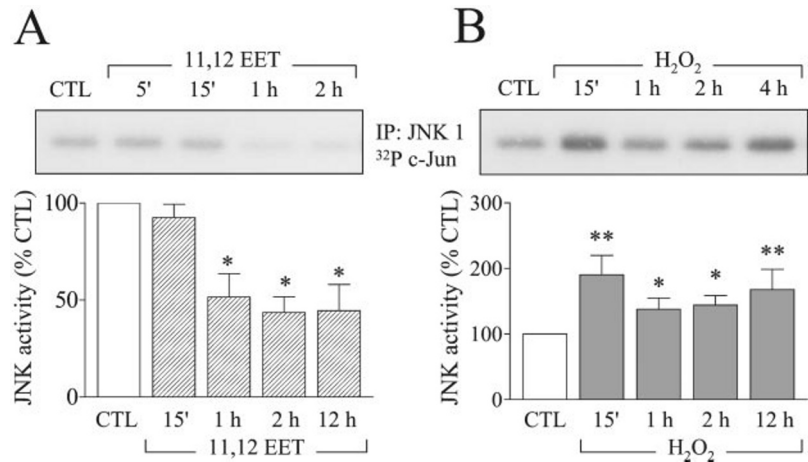 A
11,12 EET
CTL 5' 15' 1 h 2 h
B
H₂O₂
15' 1 h 2 h 4 h
CTL
IP: JNK 1
³²P c-Jun
JNK activity (% CTL)
100
50
0
* * *
CTL 15' 1 h 2 h 12 h
11,12 EET
JNK activity (% CTL)
300
200
100
0
** * * **
CTL 15' 1 h 2 h 12 h
H₂O₂